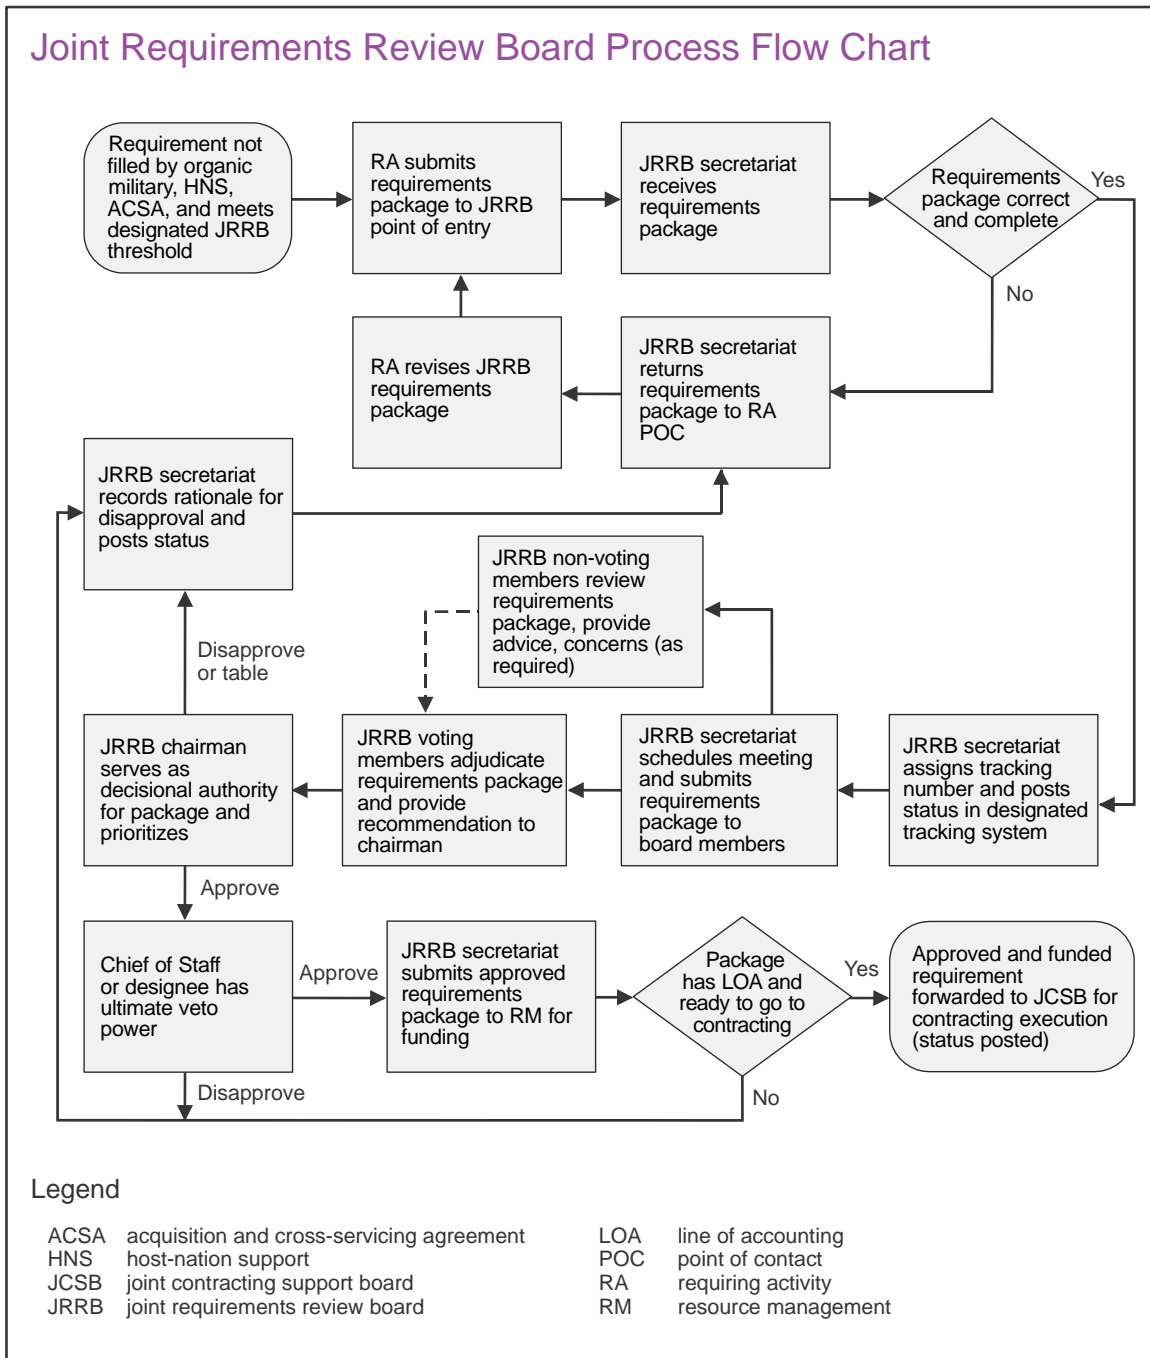 Joint Requirements Review Board Process Flow Chart
Requirement not
filled by organic
military, HNS,
ACSA, and meets
designated JRRB
threshold
RA submits
requirements
package to JRRB
point of entry
JRRB secretariat
receives
requirements
package
Requirements
package correct
and complete
Yes
No
RA revises JRRB
requirements
package
JRRB secretariat
returns
requirements
package to RA
POC
JRRB secretariat
records rationale for
disapproval and
posts status
JRRB non-voting
members review
requirements
package, provide
advice, concerns (as
required)
Disapprove
or table
JRRB chairman
serves as
decisional authority
for package and
prioritizes
JRRB voting
members adjudicate
requirements package
and provide
recommendation to
chairman
JRRB secretariat
schedules meeting
and submits
requirements
package to
board members
JRRB secretariat
assigns tracking
number and posts
status in designated
tracking system
Approve
Chief of Staff
or designee has
ultimate veto
power
Approve
JRRB secretariat
submits approved
requirements
package to RM for
funding
Package
has LOA and
ready to go to
contracting
Yes
Approved and funded
requirement
forwarded to JCSB for
contracting execution
(status posted)
Disapprove
No
Legend
ACSA acquisition and cross-servicing agreement
HNS host-nation support
JCSB joint contracting support board
JRRB joint requirements review board
LOA line of accounting
POC point of contact
RA requiring activity
RM resource management